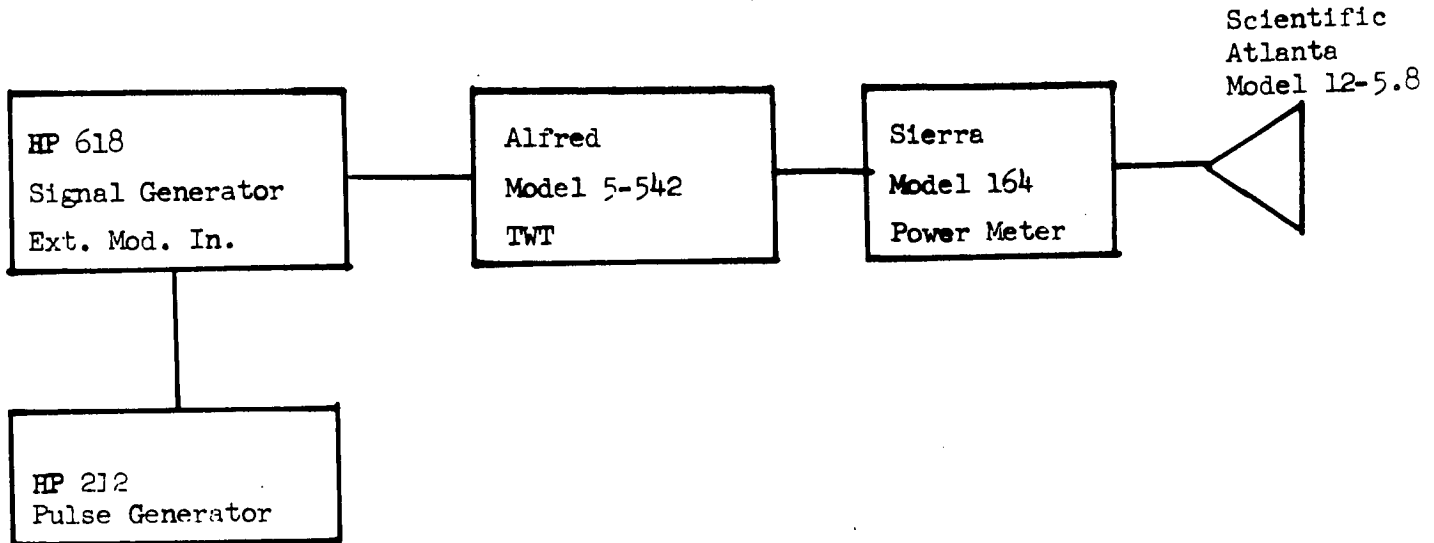 Scientific
Atlanta
Model 12-5.8
HP 618
Signal Generator
Ext. Mod. In.
Alfred
Model 5-542
TWT
Sierra
Model 164
Power Meter
HP 212
Pulse Generator